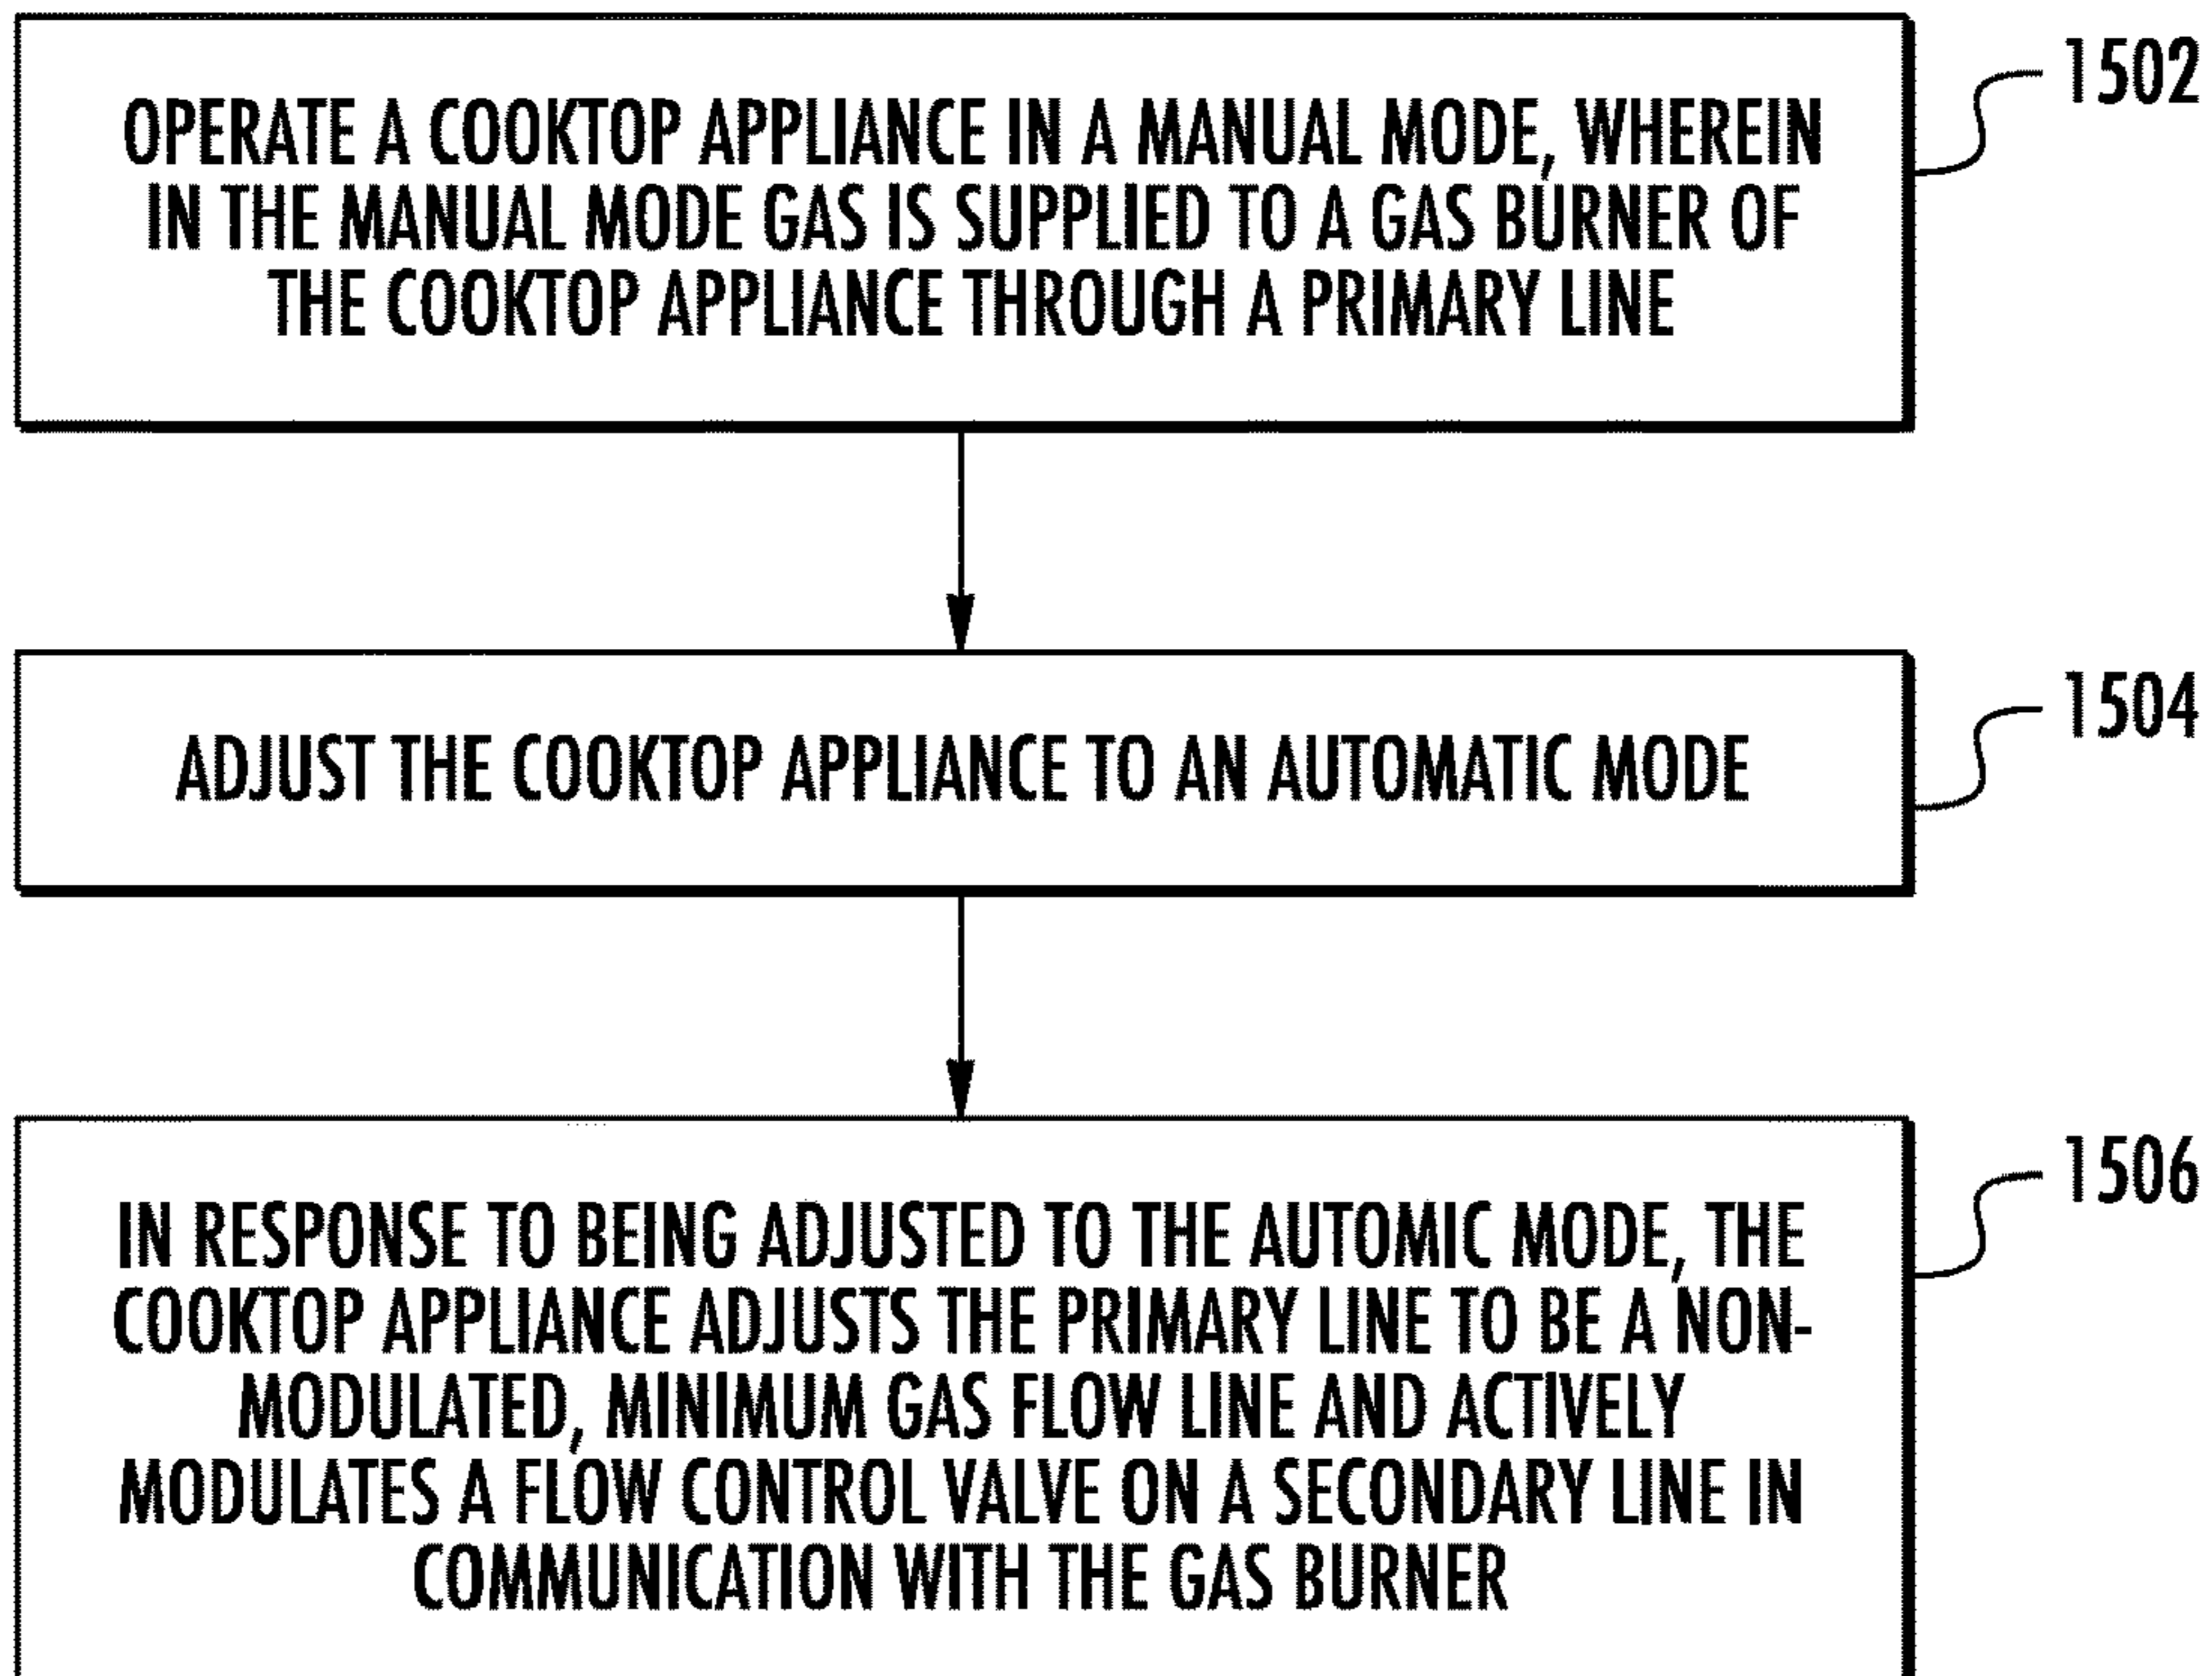 OPERATE A COOKTOP APPLIANCE IN A MANUAL MODE, WHEREIN
IN THE MANUAL MODE GAS IS SUPPLIED TO A GAS BURNER OF
THE COOKTOP APPLIANCE THROUGH A PRIMARY LINE
1502
ADJUST THE COOKTOP APPLIANCE TO AN AUTOMATIC MODE
1504
IN RESPONSE TO BEING ADJUSTED TO THE AUTOMIC MODE, THE
COOKTOP APPLIANCE ADJUSTS THE PRIMARY LINE TO BE A NON-
MODULATED, MINIMUM GAS FLOW LINE AND ACTIVELY
MODULATES A FLOW CONTROL VALVE ON A SECONDARY LINE IN
COMMUNICATION WITH THE GAS BURNER
1506